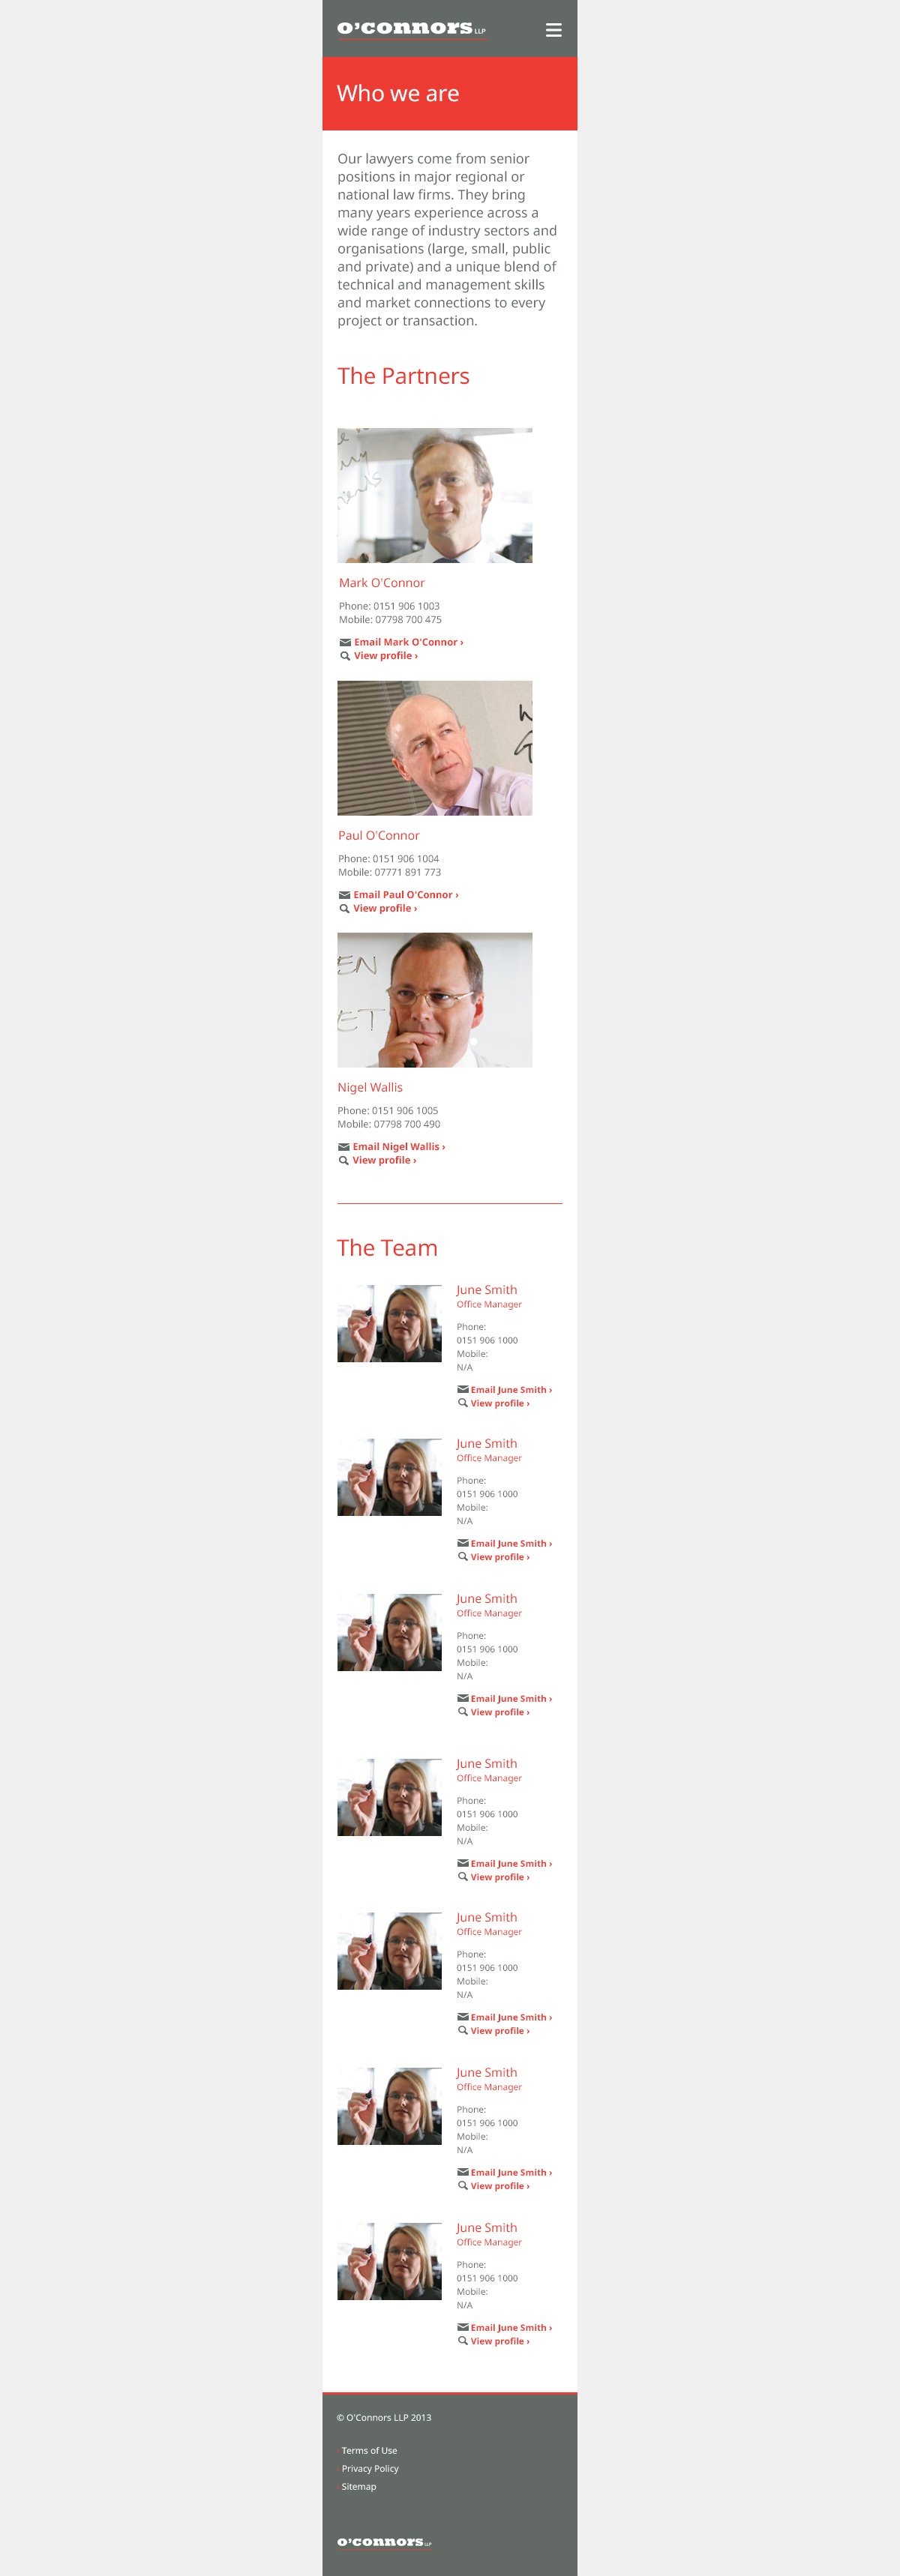 o'connors LLP
Who we are
Our lawyers come from senior
positions in major regional or
national law firms. They bring
many years experience across a
wide range of industry sectors and
organisations (large, small, public
and private) and a unique blend of
technical and management skills
and market connections to every
project or transaction.
The Partners
Mark O'Connor
Phone: 0151 906 1003
Mobile: 07798 700 475
Email Mark O'Connor ›
View profile ›
Paul O'Connor
Phone: 0151 906 1004
Mobile: 07771 891 773
Email Paul O'Connor ›
View profile ›
EN
ET
Nigel Wallis
Phone: 0151 906 1005
Mobile: 07798 700 490
Email Nigel Wallis ›
View profile ›
The Team
June Smith
Office Manager
Phone:
0151 906 1000
Mobile:
N/A
Email June Smith ›
View profile ›
June Smith
Office Manager
Phone:
0151 906 1000
Mobile:
N/A
Email June Smith ›
View profile ›
June Smith
Office Manager
Phone:
0151 906 1000
Mobile:
N/A
Email June Smith ›
View profile ›
June Smith
Office Manager
Phone:
0151 906 1000
Mobile:
N/A
Email June Smith ›
View profile ›
June Smith
Office Manager
Phone:
0151 906 1000
Mobile:
N/A
Email June Smith ›
View profile ›
June Smith
Office Manager
Phone:
0151 906 1000
Mobile:
N/A
Email June Smith ›
View profile ›
June Smith
Office Manager
Phone:
0151 906 1000
Mobile:
N/A
Email June Smith ›
View profile ›
© O'Connors LLP 2013
Terms of Use
Privacy Policy
Sitemap
o'connors LLP